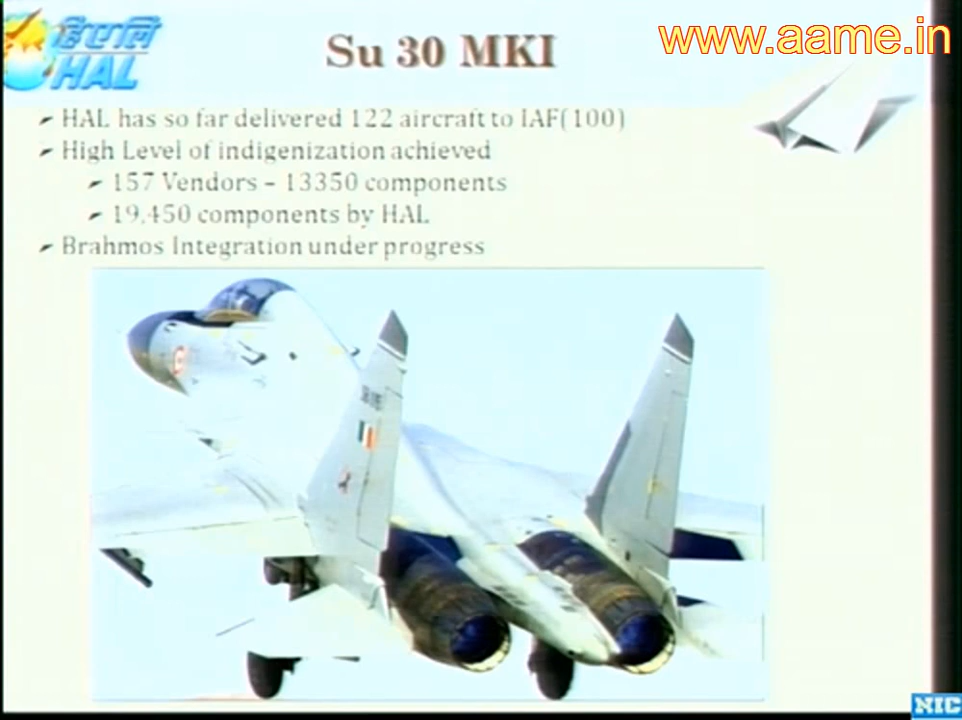 हिएलि
HAL
Su 30 MKI
www.aame.in
HAL has so far delivered 122 aircraft to IAF(100)
High Level of indigenization achieved
157 Vendors – 13350 components
19,450 components by HAL
Brahmos Integration under progress
NIC